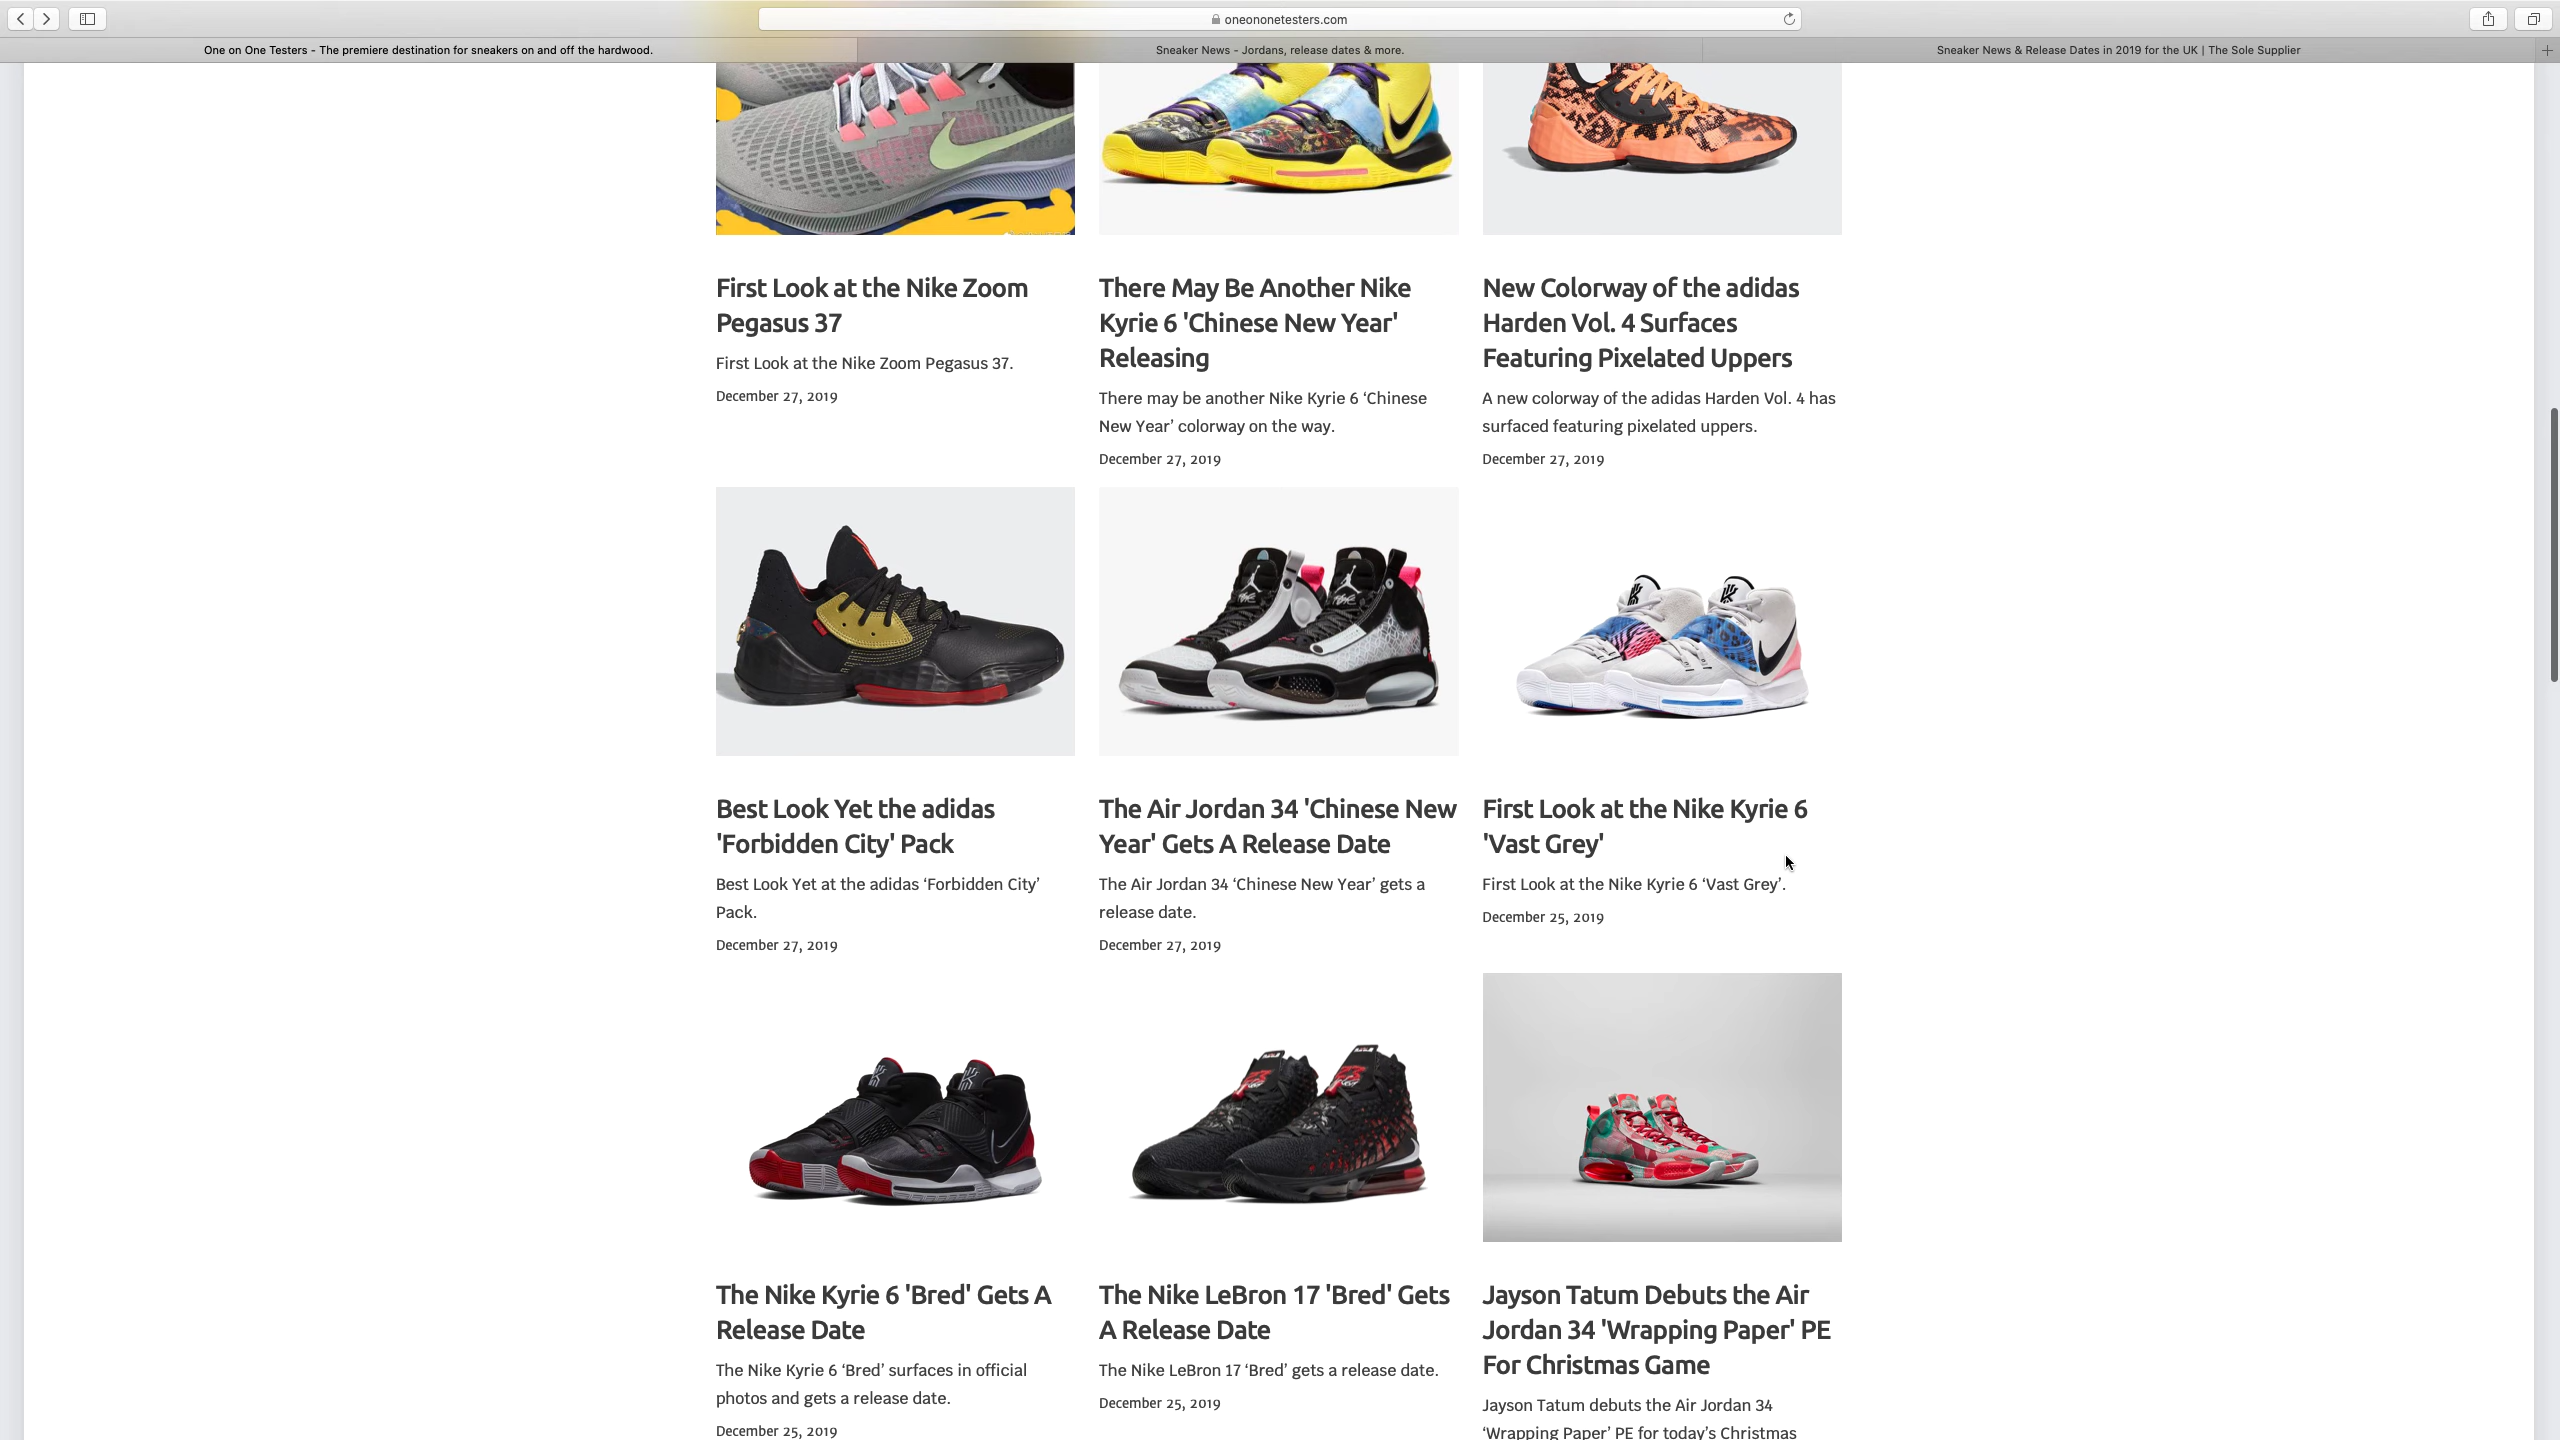 oneononetesters.com
One on One Testers - The premiere destination for sneakers on and off the hardwood.
Sneaker News - Jordans, release dates & more.
Sneaker News & Release Dates in 2019 for the UK | The Sole Supplier
First Look at the Nike Zoom
Pegasus 37
First Look at the Nike Zoom Pegasus 37.
December 27, 2019
There May Be Another Nike
Kyrie 6 'Chinese New Year'
Releasing
There may be another Nike Kyrie 6 ‘Chinese
New Year’ colorway on the way.
December 27, 2019
New Colorway of the adidas
Harden Vol. 4 Surfaces
Featuring Pixelated Uppers
A new colorway of the adidas Harden Vol. 4 has
surfaced featuring pixelated uppers.
December 27, 2019
Best Look Yet the adidas
'Forbidden City' Pack
Best Look Yet at the adidas ‘Forbidden City’
Pack.
December 27, 2019
The Air Jordan 34 'Chinese New
Year' Gets A Release Date
The Air Jordan 34 ‘Chinese New Year’ gets a
release date.
December 27, 2019
First Look at the Nike Kyrie 6
'Vast Grey'
First Look at the Nike Kyrie 6 ‘Vast Grey’.
December 25, 2019
The Nike Kyrie 6 'Bred' Gets A
Release Date
The Nike Kyrie 6 ‘Bred’ surfaces in official
photos and gets a release date.
December 25, 2019
The Nike LeBron 17 'Bred' Gets
A Release Date
The Nike LeBron 17 ‘Bred’ gets a release date.
December 25, 2019
Jayson Tatum Debuts the Air
Jordan 34 'Wrapping Paper' PE
For Christmas Game
Jayson Tatum debuts the Air Jordan 34
‘Wrapping Paper’ PE for today’s Christmas